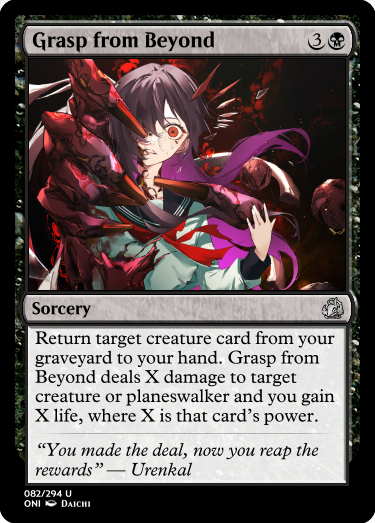 Grasp from Beyond 3
Sorcery
Return target creature card from your
graveyard to your hand. Grasp from
Beyond deals X damage to target
creature or planeswalker and you gain
X life, where X is that card's power.
“You made the deal, now you reap the
rewards” — Urenkal
082/294 U
ONI Daichi